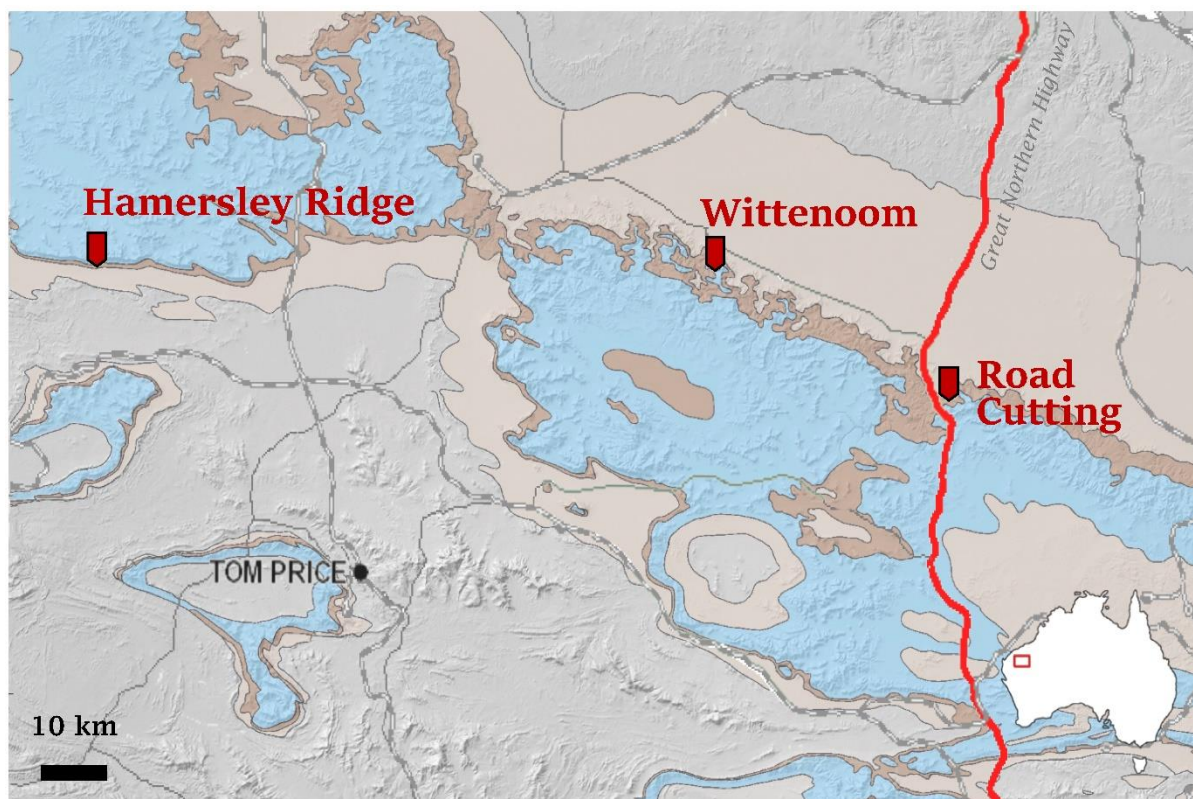 Great Northern Highway
Hamersley Ridge
Wittenoom
Road
Cutting
TOM PRICE
10 km